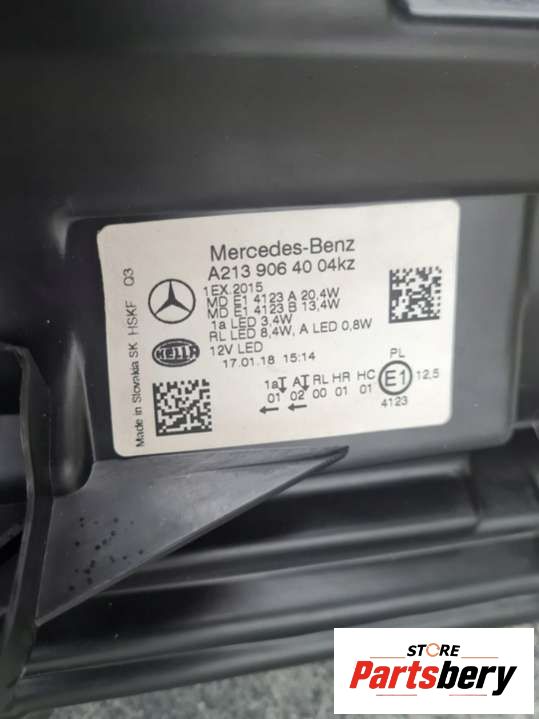 Mercedes-Benz
A213 906 40 04kz
1EX 2015
MD E1 4123 A 20,4W
MD E1 4123 B 13,4W
1a LED 3,4W
RL LED 8,4W, A LED 0,8W
12V LED
17.01.18 15:14
HELLA
Made in Slovakia SK HSKF Q3
PL
1a A RL HR HC
01 02 00 01 01
E1
12,5
4123
STORE
Partsbery